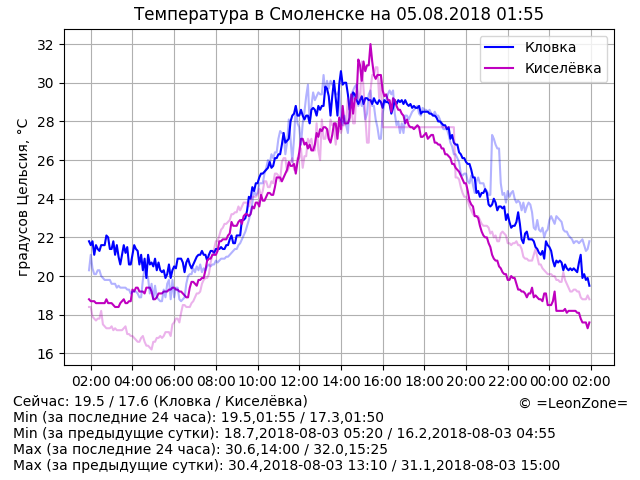 Температура в Смоленске на 05.08.2018 01:55
Кловка
Киселёвка
градусов Цельсия, °C
32
30
28
26
24
22
20
18
16
02:00 04:00 06:00 08:00 10:00 12:00 14:00 16:00 18:00 20:00 22:00 00:00 02:00
Сейчас: 19.5 / 17.6 (Кловка / Киселёвка)
© =LeonZone=
Min (за последние 24 часа): 19.5,01:55 / 17.3,01:50
Min (за предыдущие сутки): 18.7,2018-08-03 05:20 / 16.2,2018-08-03 04:55
Max (за последние 24 часа): 30.6,14:00 / 32.0,15:25
Max (за предыдущие сутки): 30.4,2018-08-03 13:10 / 31.1,2018-08-03 15:00